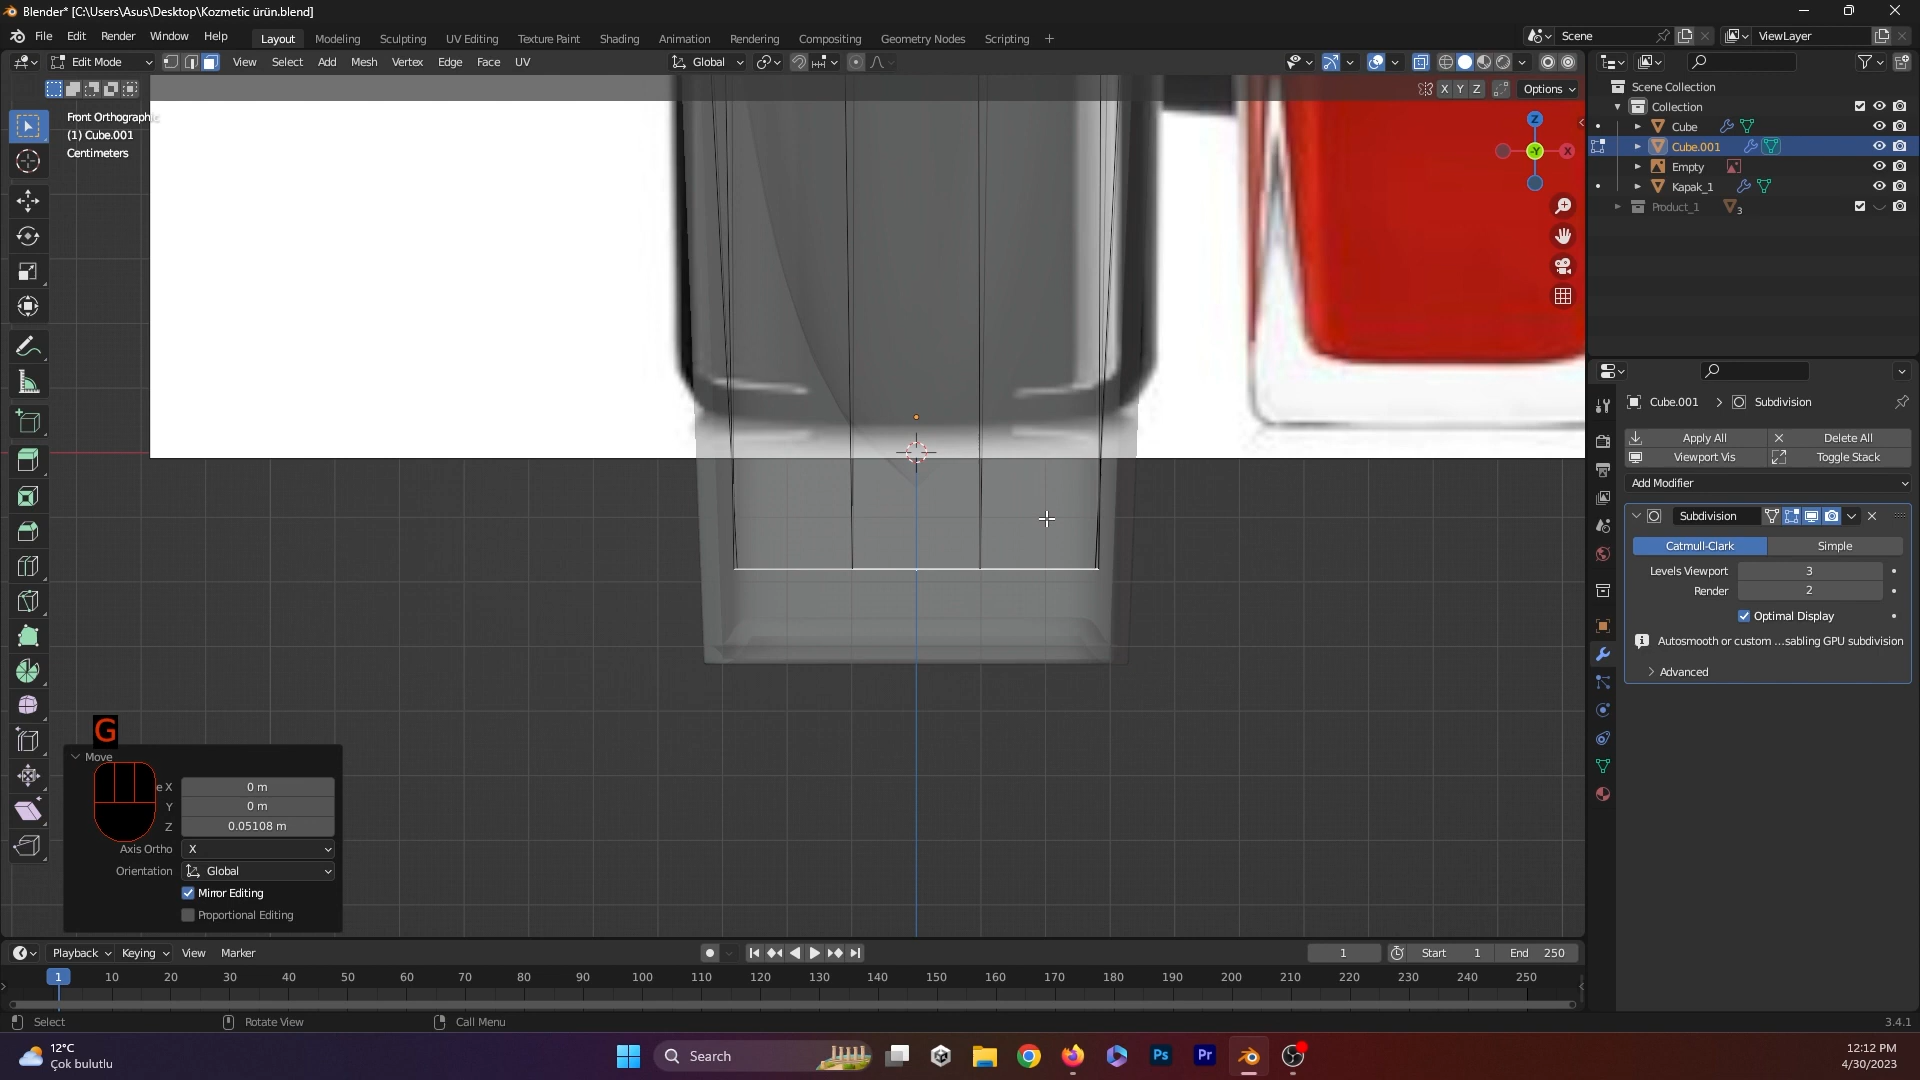 Blender* [C:\Users\Asus\Desktop\Kozmetic ürün.blend]
File Edit Render Window Help
Layout Modeling Sculpting UV Editing Texture Paint Shading Animation Rendering Compositing Geometry Nodes Scripting +
Scene
ViewLayer
Edit Mode View Select Add Mesh Vertex Edge Face UV
Global
X Y Z Options
Front Orthographic
(1) Cube.001
Centimeters
Z
X
-Y
Scene Collection
Collection
Cube
Cube.001
Empty
Kapak_1
Product_1 3
Cube.001 > Subdivision
Apply All Delete All
Viewport Vis Toggle Stack
Add Modifier
Subdivision
Catmull-Clark Simple
Levels Viewport 3
Render 2
Optimal Display
Autosmooth or custom ...sabling GPU subdivision
Advanced
G
Move
e X 0 m
Y 0 m
Z 0.05108 m
Axis Ortho X
Orientation Global
Mirror Editing
Proportional Editing
Playback Keying View Marker
1 Start 1 End 250
1 10 20 30 40 50 60 70 80 90 100 110 120 130 140 150 160 170 180 190 200 210 220 230 240 250
Select Rotate View Call Menu 3.4.1
12°C
Çok bulutlu
Search
Ps Pr
12:12 PM
4/30/2023